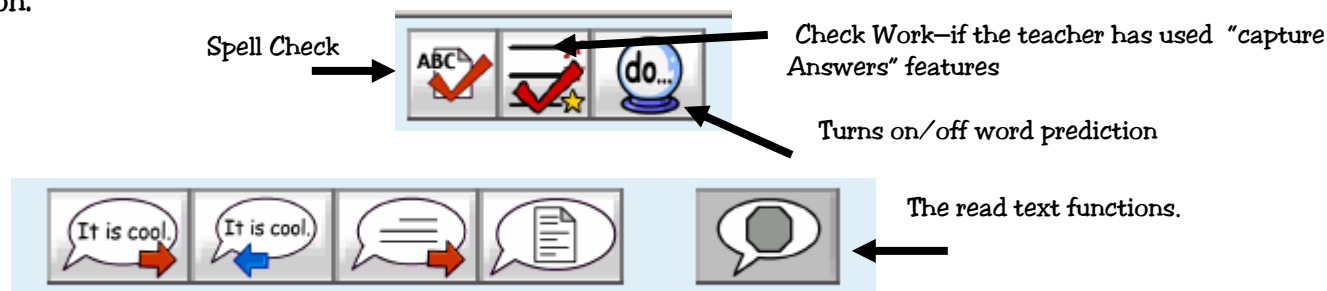 on.
Spell Check
ABC
do...
Check Work—if the teacher has used "capture
Answers" features
Turns on/off word prediction
It is cool.
It is cool.
The read text functions.